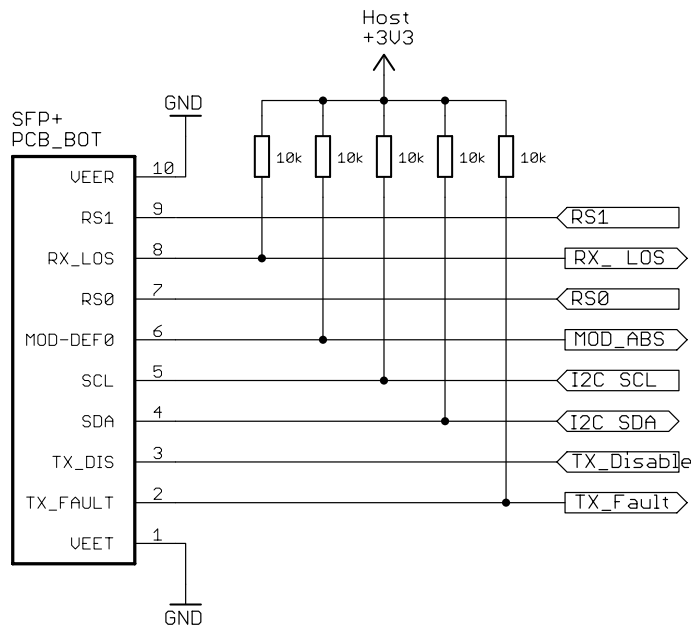 Host
+3V3
GND
SFP+
PCB_BOT
10k 10k 10k 10k 10k
VEER 10
RS1 9 RS1
RX_LOS 8 RX_ LOS
RS0 7 RS0
MOD-DEF0 6 MOD_ABS
SCL 5 I2C SCL
SDA 4 I2C SDA
TX_DIS 3 TX_Disable
TX_FAULT 2 TX_Fault
VEET 1
GND